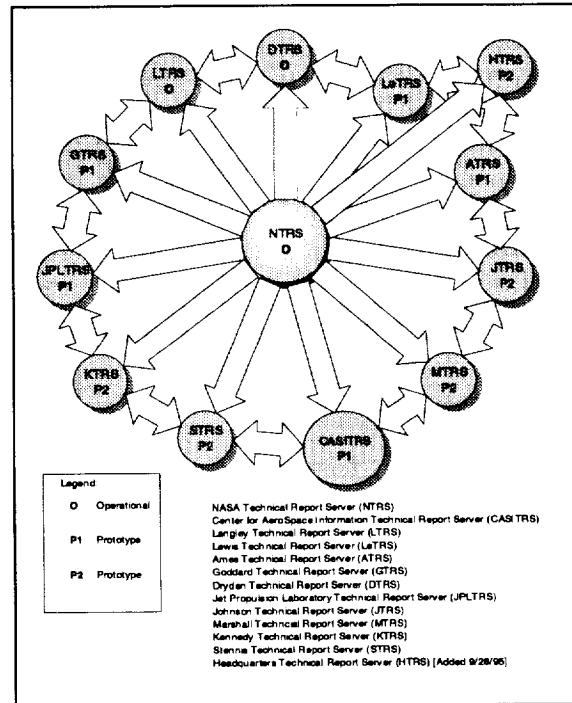 DTRS
O
HTRS
P2
LTRS
O
LeTRS
P1
GTRS
P1
ATRS
P1
NTRS
O
JPLTRS
P1
JTRS
P2
KTRS
P2
MTRS
P2
STRS
P2
CASITRS
P1
Legend
O Operational
P1 Prototype
P2 Prototype
NASA Technical Report Server (NTRS)
Center for AeroSpace Information Technical Report Server (CASITRS)
Langley Technical Report Server (LTRS)
Lewis Technical Report Server (LeTRS)
Ames Technical Report Server (ATRS)
Goddard Technical Report Server (GTRS)
Dryden Technical Report Server (DTRS)
Jet Propulsion Laboratory Technical Report Server (JPLTRS)
Johnson Technical Report Server (JTRS)
Marshall Technical Report Server (MTRS)
Kennedy Technical Report Server (KTRS)
Stennis Technical Report Server (STRS)
Headquarters Technical Report Server (HTRS) [Added 9/26/95]